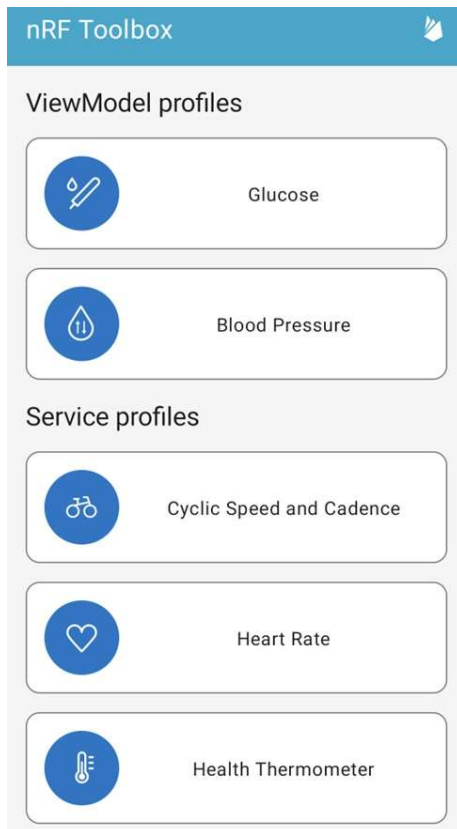 nRF Toolbox
ViewModel profiles
Glucose
Blood Pressure
Service profiles
Cyclic Speed and Cadence
Heart Rate
Health Thermometer